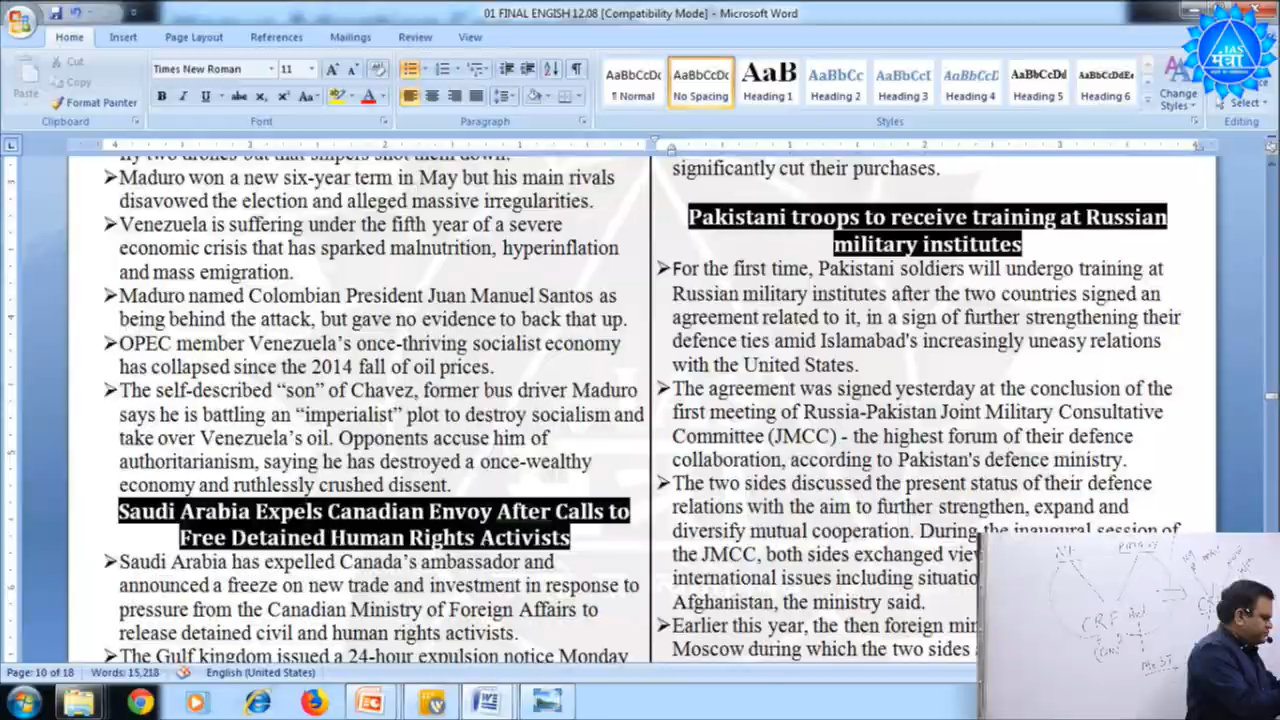 01 FINAL ENGISH 12.08 [Compatibility Mode] - Microsoft Word
Home Insert Page Layout References Mailings Review View
Paste
Cut
Copy
Format Painter
Clipboard
Times New Roman 11
Font
Paragraph
AaBbCcDc AaBbCcDc AaB AaBbCc AaBbCcI AaBbCcD AaBbCcDd AaBbCcDdEe
¶ Normal No Spacing Heading 1 Heading 2 Heading 3 Heading 4 Heading 5 Heading 6
Change Styles
Styles
Select
Editing
IAS
मंत्रा
fly two drones but that snipers shot them down.
Maduro won a new six-year term in May but his main rivals
disavowed the election and alleged massive irregularities.
Venezuela is suffering under the fifth year of a severe
economic crisis that has sparked malnutrition, hyperinflation
and mass emigration.
Maduro named Colombian President Juan Manuel Santos as
being behind the attack, but gave no evidence to back that up.
OPEC member Venezuela's once-thriving socialist economy
has collapsed since the 2014 fall of oil prices.
The self-described “son” of Chavez, former bus driver Maduro
says he is battling an “imperialist” plot to destroy socialism and
take over Venezuela's oil. Opponents accuse him of
authoritarianism, saying he has destroyed a once-wealthy
economy and ruthlessly crushed dissent.
Saudi Arabia Expels Canadian Envoy After Calls to
Free Detained Human Rights Activists
Saudi Arabia has expelled Canada's ambassador and
announced a freeze on new trade and investment in response to
pressure from the Canadian Ministry of Foreign Affairs to
release detained civil and human rights activists.
The Gulf kingdom issued a 24-hour expulsion notice Monday
significantly cut their purchases.
Pakistani troops to receive training at Russian
military institutes
For the first time, Pakistani soldiers will undergo training at
Russian military institutes after the two countries signed an
agreement related to it, in a sign of further strengthening their
defence ties amid Islamabad's increasingly uneasy relations
with the United States.
The agreement was signed yesterday at the conclusion of the
first meeting of Russia-Pakistan Joint Military Consultative
Committee (JMCC) - the highest forum of their defence
collaboration, according to Pakistan's defence ministry.
The two sides discussed the present status of their defence
relations with the aim to further strengthen, expand and
diversify mutual cooperation. During the inaugural session of
the JMCC, both sides exchanged
international issues including
Afghanistan, the ministry said.
Earlier this year, the then foreign
Moscow during which the two sides
CRF Act
Page: 10 of 18 Words: 15,218 English (United States)